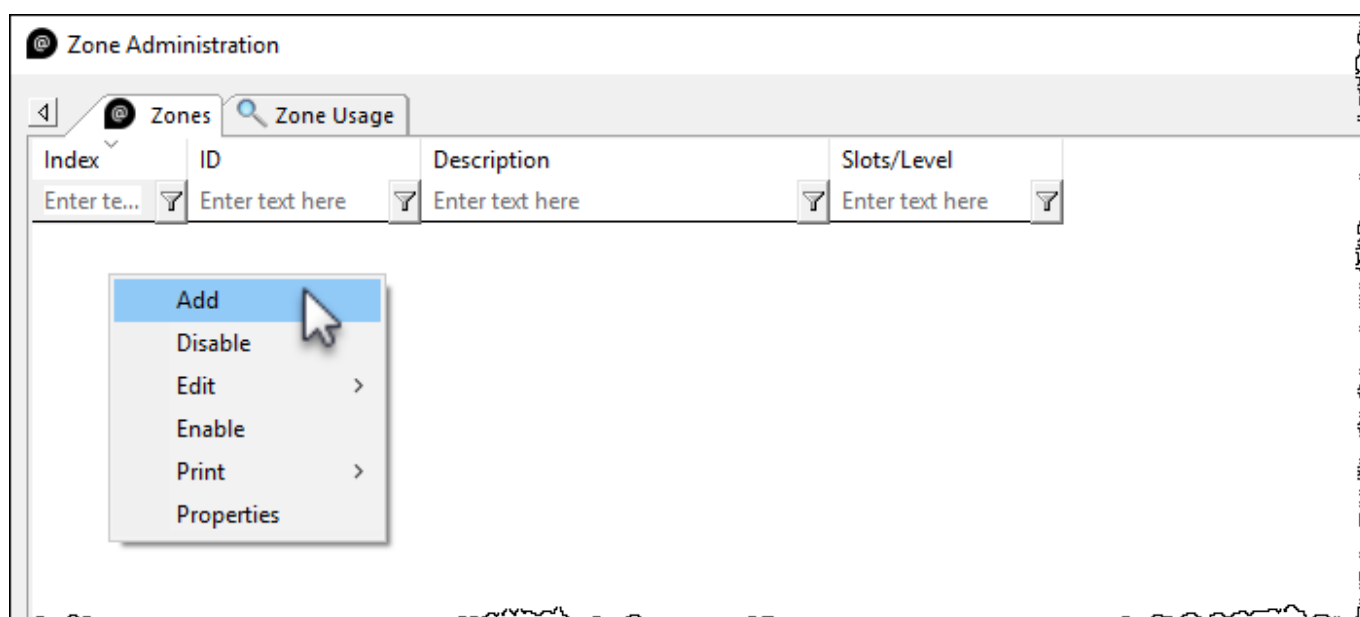 Zone Administration
Zones Zone Usage
Index ID Description Slots/Level
Enter te... Enter text here Enter text here Enter text here
Add
Disable
Edit
Enable
Print
Properties